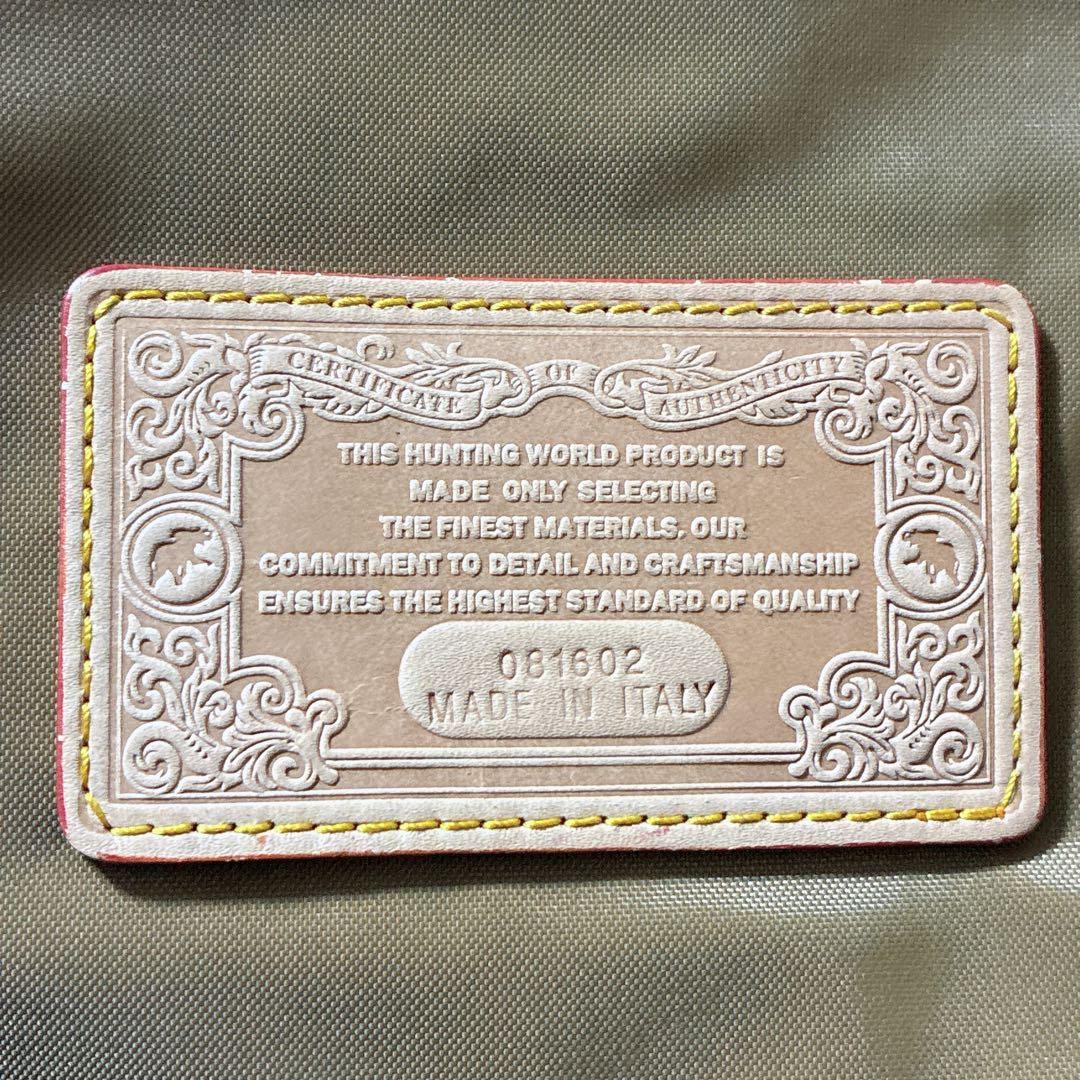 CERTIFICATE OF AUTHENTICITY
THIS HUNTING WORLD PRODUCT IS
MADE ONLY SELECTING
THE FINEST MATERIALS. OUR
COMMITMENT TO DETAIL AND CRAFTSMANSHIP
ENSURES THE HIGHEST STANDARD OF QUALITY
081602
MADE IN ITALY